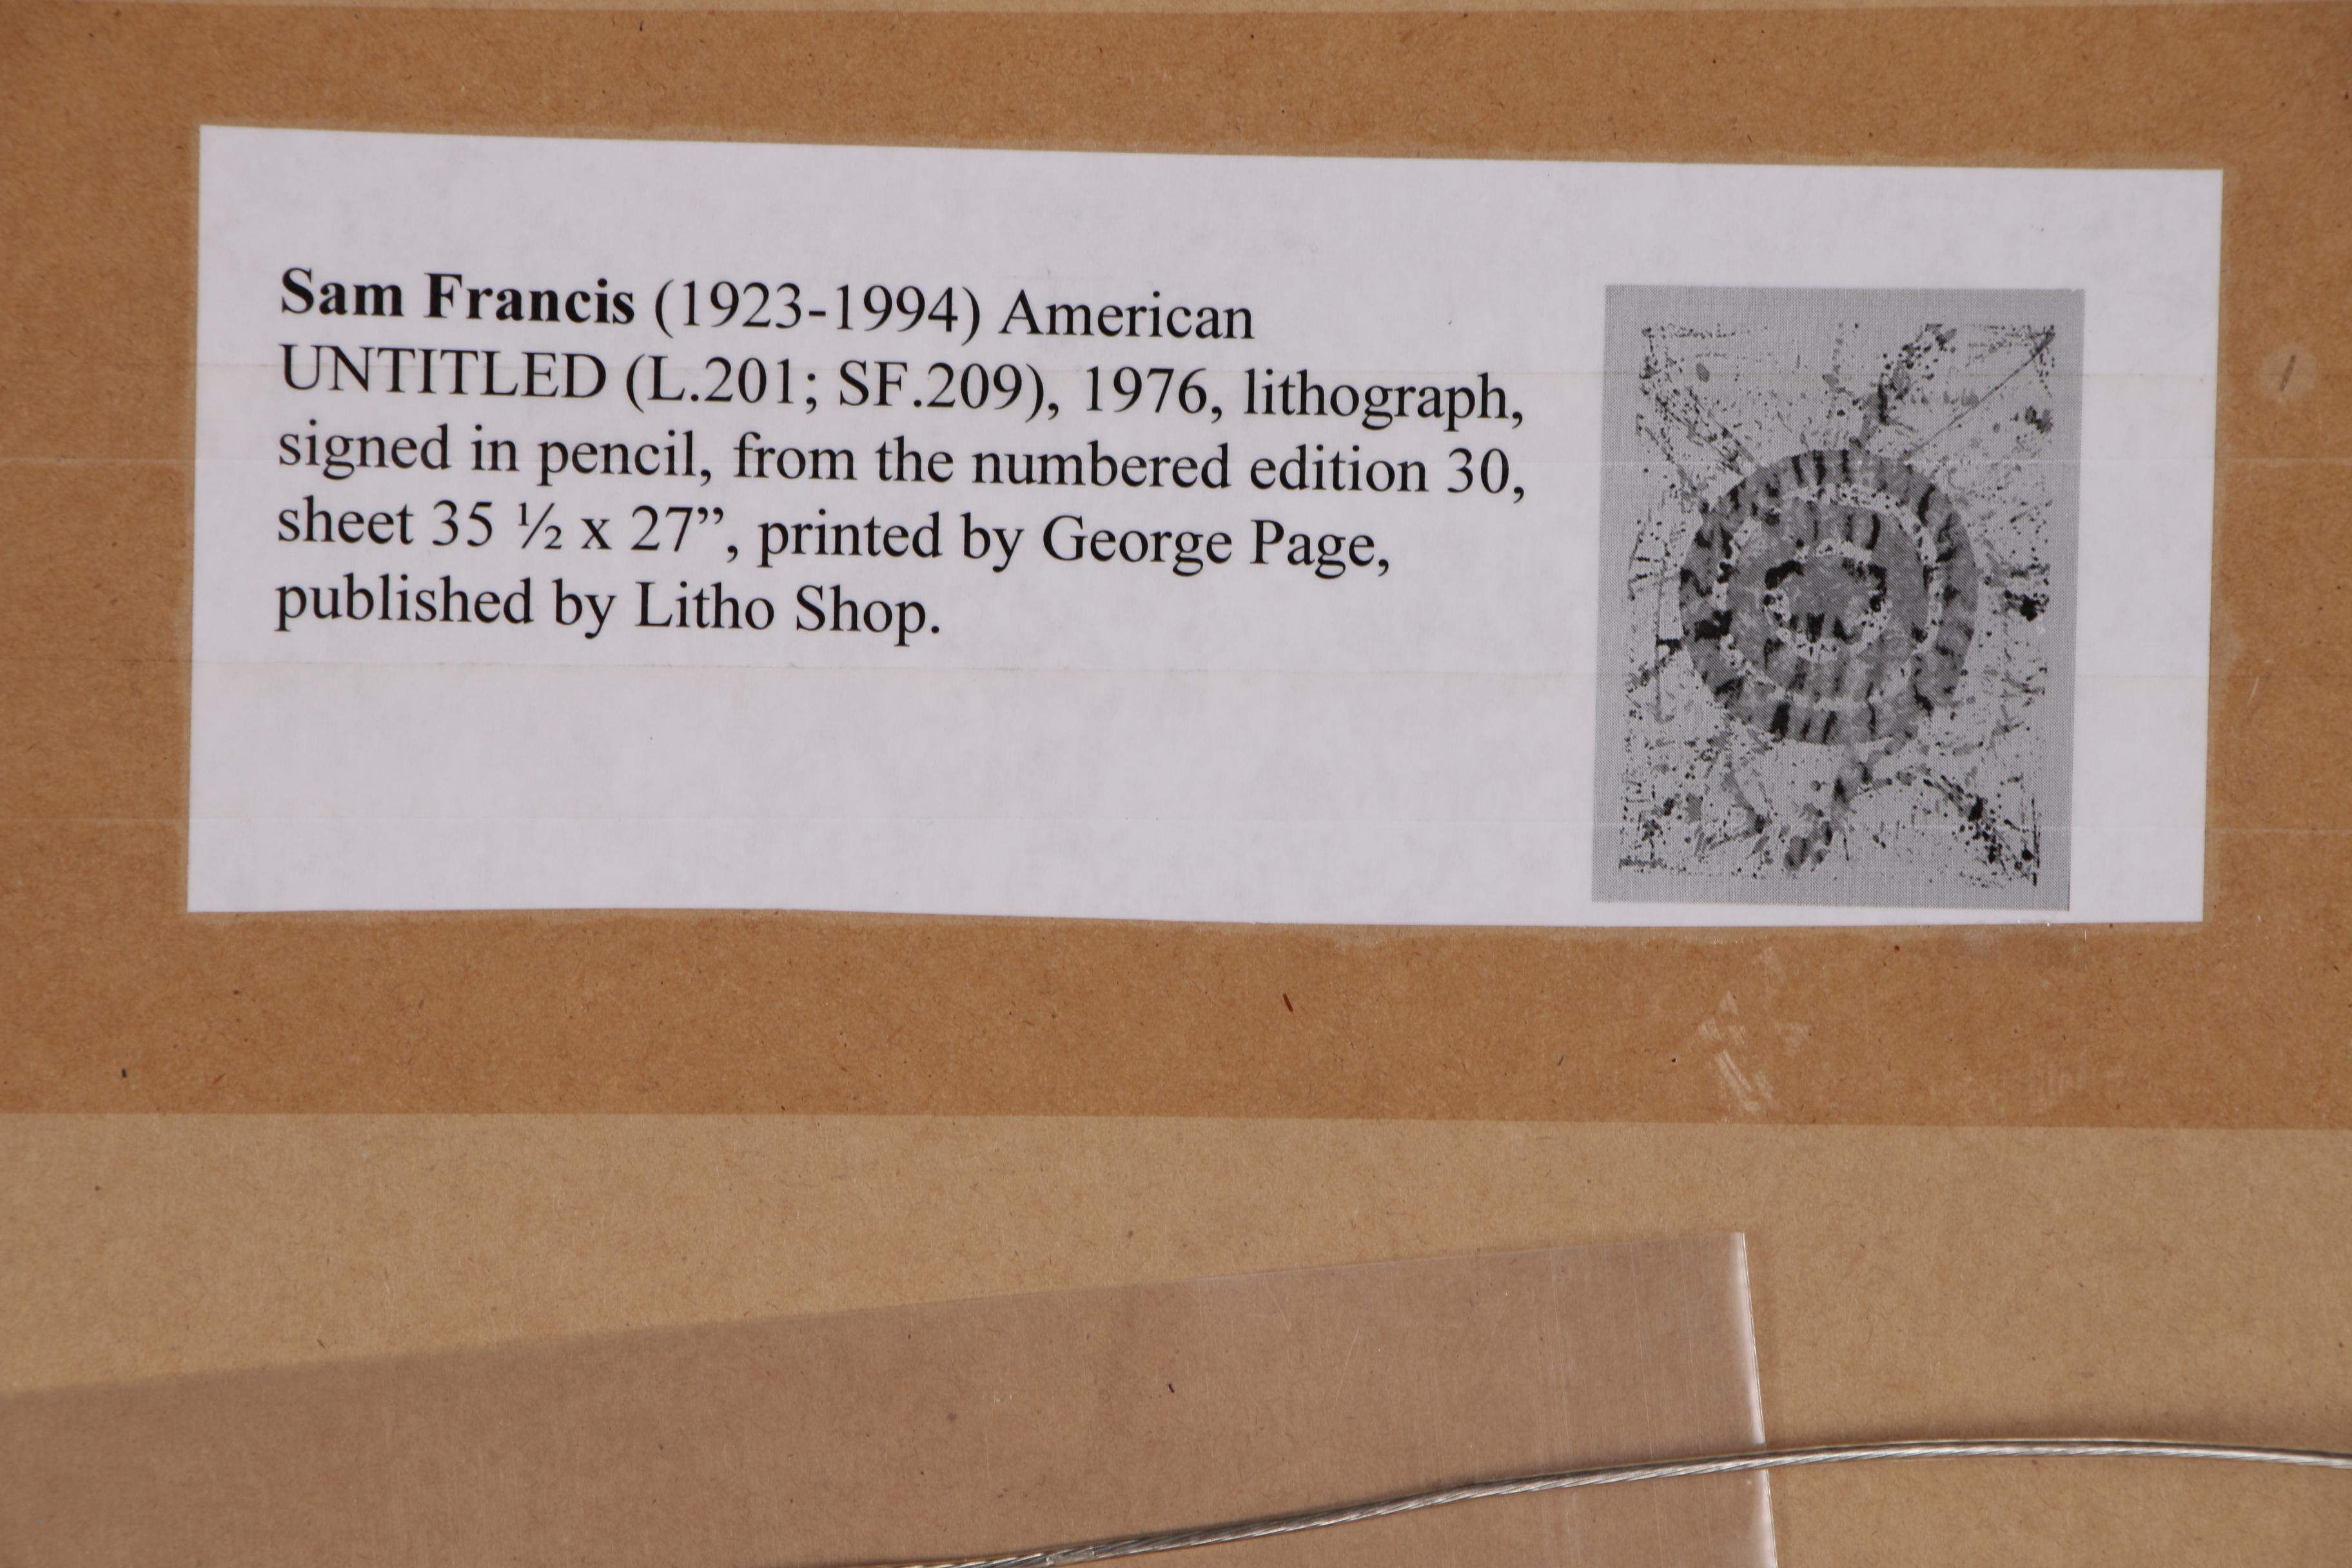 Sam Francis (1923-1994) American
UNTITLED (L.201; SF.209), 1976, lithograph,
signed in pencil, from the numbered edition 30,
sheet 35 ½ x 27”, printed by George Page,
published by Litho Shop.